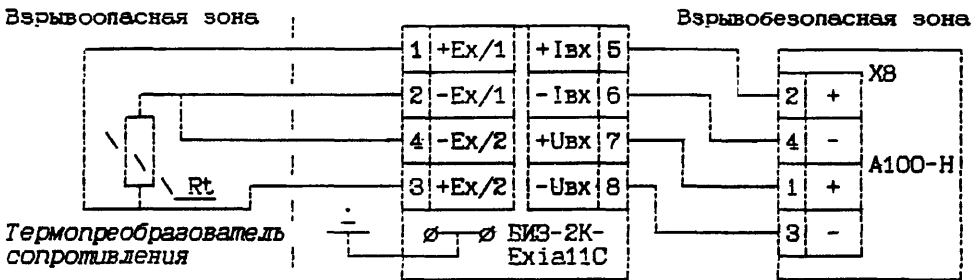 Взрывоопасная зона
Взрывобезопасная зона
1 +Ex/1 +Iвх 5
2 -Ex/1 -Iвх 6
4 -Ex/2 +Uвх 7
3 +Ex/2 -Uвх 8
X8
2 +
4 -
1 +
3 -
A100-Н
Rt
Термопреобразователь
сопротивления
БИЗ-2К-
Exia11C